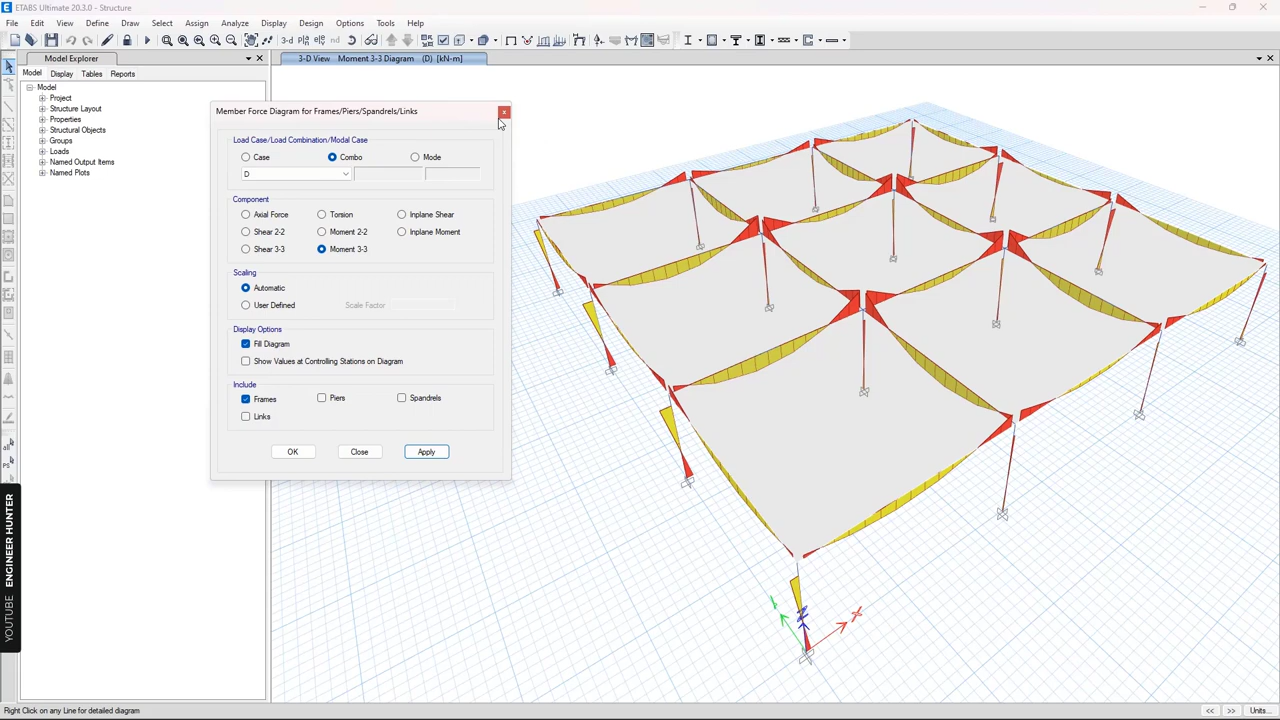 ETABS Ultimate 20.3.0 - Structure
File Edit View Define Draw Select Assign Analyze Display Design Options Tools Help
3-d
nd
Model Explorer
3-D View Moment 3-3 Diagram (D) [kN-m]
Model Display Tables Reports
Model
Project
Structure Layout
Properties
Structural Objects
Groups
Loads
Named Output Items
Named Plots
Member Force Diagram for Frames/Piers/Spandrels/Links
Load Case/Load Combination/Modal Case
Case Combo Mode
D
Component
Axial Force Torsion Inplane Shear
Shear 2-2 Moment 2-2 Inplane Moment
Shear 3-3 Moment 3-3
Scaling
Automatic
User Defined Scale Factor
Display Options
Fill Diagram
Show Values at Controlling Stations on Diagram
Include
Frames Piers Spandrels
Links
OK Close Apply
all
PS
YOUTUBE ENGINEER HUNTER
X
Z
Right Click on any Line for detailed diagram
<< >> Units...